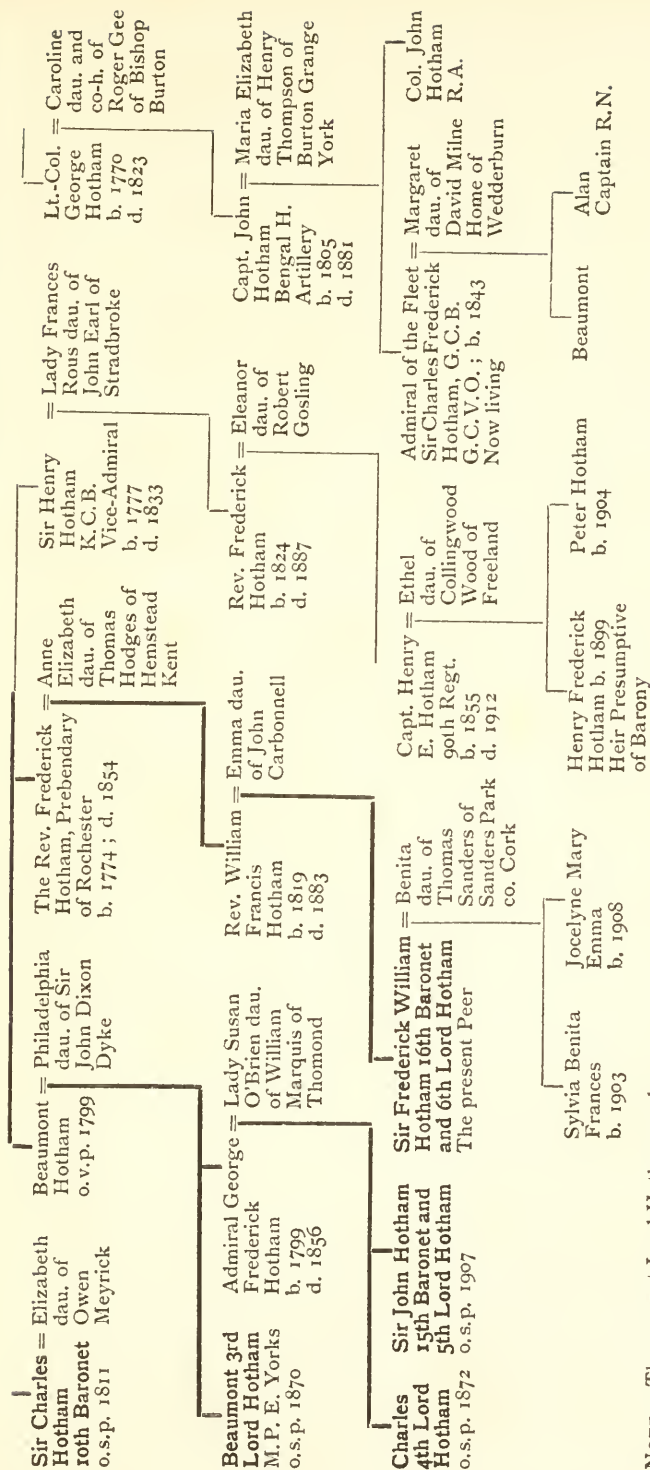 Sir Charles = Elizabeth
Hotham dau. of
10th Baronet Owen
o.s.p. 1811 Meyrick
Beaumont = Philadelphia
Hotham dau. of Sir
o.v.p. 1799 John Dixon
Dyke
The Rev. Frederick = Anne
Hotham, Prebendary Elizabeth
of Rochester dau. of
b. 1774 ; d. 1854 Thomas
Hodges of
Hemstead
Kent
Sir Henry = Lady Frances
Hotham Rous dau. of
K.C.B. John Earl of
Vice-Admiral Stradbroke
b. 1777
d. 1833
Lt.-Col. = Caroline
George dau. and
Hotham co-h. of
b. 1770 Roger Gee
d. 1823 of Bishop
Burton
Beaumont 3rd
Lord Hotham
M.P. E. Yorks
o.s.p. 1870
Admiral George = Lady Susan
Frederick O'Brien dau.
Hotham of William
b. 1799 Marquis of
d. 1856 Thomond
Rev. William = Emma dau.
Francis of John
Hotham Carbonnell
b. 1819
d. 1883
Rev. Frederick = Eleanor
Hotham dau. of
b. 1824 Robert
d. 1887 Gosling
Capt. John = Maria Elizabeth
Hotham dau. of Henry
Bengal H. Thompson of
Artillery Burton Grange
b. 1805 York
d. 1881
Charles
4th Lord
Hotham
o.s.p. 1872
Sir John Hotham
15th Baronet and
5th Lord Hotham
o.s.p. 1907
Sir Frederick William = Benita
Hotham 16th Baronet dau. of
and 6th Lord Hotham Thomas
The present Peer Sanders of
Sanders Park
co. Cork
Capt. Henry = Ethel
E. Hotham dau. of
90th Regt. Collingwood
b. 1855 Wood of
d. 1912 Freeland
Admiral of the Fleet = Margaret
Sir Charles Frederick dau. of
Hotham, G.C.B. David Milne
G.C.V.O. ; b. 1843 Home of
Now living Wedderburn
Col. John
Hotham
R.A.
Sylvia Benita
Frances
b. 1903
Jocelyne Mary
Emma
b. 1908
Henry Frederick
Hotham b. 1899
Heir Presumptive
of Barony
Peter Hotham
b. 1904
Beaumont
Alan
Captain R.N.